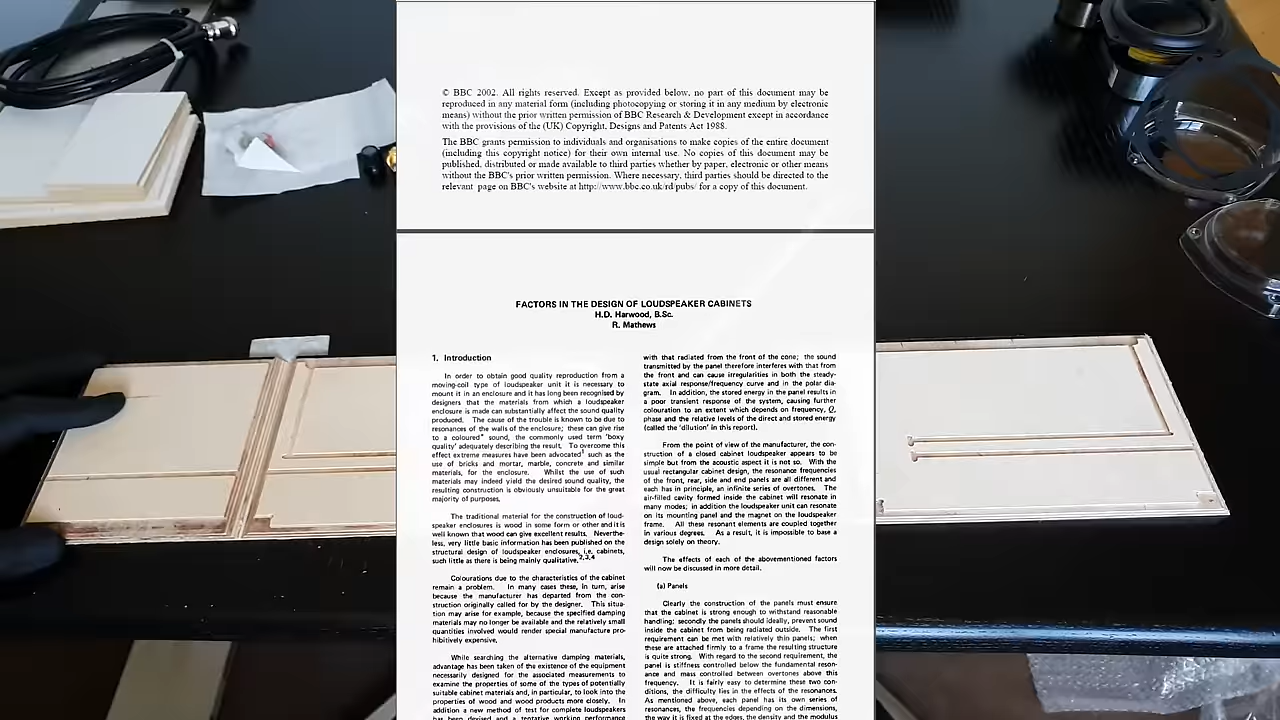 © BBC 2002. All rights reserved. Except as provided below, no part of this document may be
reproduced in any material form (including photocopying or storing it in any medium by electronic
means) without the prior written permission of BBC Research & Development except in accordance
with the provisions of the (UK) Copyright, Designs and Patents Act 1988.
The BBC grants permission to individuals and organisations to make copies of the entire document
(including this copyright notice) for their own internal use. No copies of this document may be
published, distributed or made available to third parties whether by paper, electronic or other means
without the BBC's prior written permission. Where necessary, third parties should be directed to the
relevant page on BBC's website at http://www.bbc.co.uk/rd/pubs/ for a copy of this document.
FACTORS IN THE DESIGN OF LOUDSPEAKER CABINETS
H.D. Harwood, B.Sc.
R. Mathews
1. Introduction
In order to obtain good quality reproduction from a
moving-coil type of loudspeaker unit it is necessary to
mount it in an enclosure and it has long been recognised by
designers that the materials from which a loudspeaker
enclosure is made can substantially affect the sound quality
produced. The cause of the trouble is known to be due to
resonances of the walls of the enclosure; these can give rise
to a coloured* sound, the commonly used term 'boxy
quality' adequately describing the result. To overcome this
effect extreme measures have been advocated1 such as the
use of bricks and mortar, marble, concrete and similar
materials, for the enclosure. Whilst the use of such
materials may indeed yield the desired sound quality, the
resulting construction is obviously unsuitable for the great
majority of purposes.
The traditional material for the construction of loud-
speaker enclosures is wood in some form or other and it is
well known that wood can give excellent results. Neverthe-
less, very little basic information has been published on the
structural design of loudspeaker enclosures, i.e. cabinets,
such little as there is being mainly qualitative.2,3,4
Colourations due to the characteristics of the cabinet
remain a problem. In many cases these, in turn, arise
because the manufacturer has departed from the con-
struction originally called for by the designer. This situa-
tion may arise for example, because the specified damping
materials may no longer be available and the relatively small
quantities involved would render special manufacture pro-
hibitively expensive.
While searching the alternative damping materials,
advantage has been taken of the existence of the equipment
necessarily designed for the associated measurements to
examine the properties of some of the types of potentially
suitable cabinet materials and, in particular, to look into the
properties of wood and wood products more closely. In
addition a new method of test for complete loudspeakers
has been devised and a tentative working performance
with that radiated from the front of the cone; the sound
transmitted by the panel therefore interferes with that from
the front and can cause irregularities in both the steady-
state axial response/frequency curve and in the polar dia-
gram. In addition, the stored energy in the panel results in
a poor transient response of the system, causing further
colouration to an extent which depends on frequency, Q,
phase and the relative levels of the direct and stored energy
(called the 'dilution' in this report).
From the point of view of the manufacturer, the con-
struction of a closed cabinet loudspeaker appears to be
simple but from the acoustic aspect it is not so. With the
usual rectangular cabinet design, the resonance frequencies
of the front, rear, side and end panels are all different and
each has in principle, an infinite series of overtones. The
air-filled cavity formed inside the cabinet will resonate in
many modes; in addition the loudspeaker unit can resonate
on its mounting panel and the magnet on the loudspeaker
frame. All these resonant elements are coupled together
in various degrees. As a result, it is impossible to base a
design solely on theory.
The effects of each of the abovementioned factors
will now be discussed in more detail.
(a) Panels
Clearly the construction of the panels must ensure
that the cabinet is strong enough to withstand reasonable
handling; secondly the panels should ideally, prevent sound
inside the cabinet from being radiated outside. The first
requirement can be met with relatively thin panels; when
these are attached firmly to a frame the resulting structure
is quite strong. With regard to the second requirement, the
panel is stiffness controlled below the fundamental reson-
ance and mass controlled between overtones above this
frequency. It is fairly easy to determine these two con-
ditions, the difficulty lies in the effects of the resonances.
As mentioned above, each panel has its own series of
resonances, the frequencies depending on the dimensions,
the way it is fixed at the edges, the density and the modulus